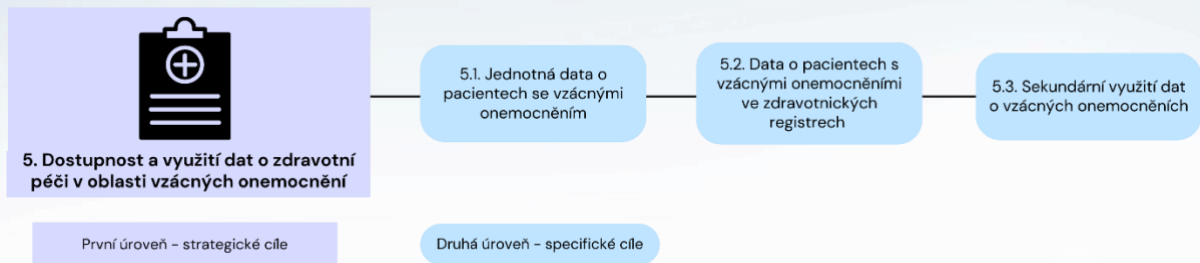 5. Dostupnost a využití dat o zdravotní
péči v oblasti vzácných onemocnění
5.1. Jednotná data o
pacientech se vzácnými
onemocněním
5.2. Data o pacientech s
vzácnými onemocněními
ve zdravotnických
registrech
5.3. Sekundární využití dat
o vzácných onemocněních
První úroveň - strategické cíle
Druhá úroveň - specifické cíle